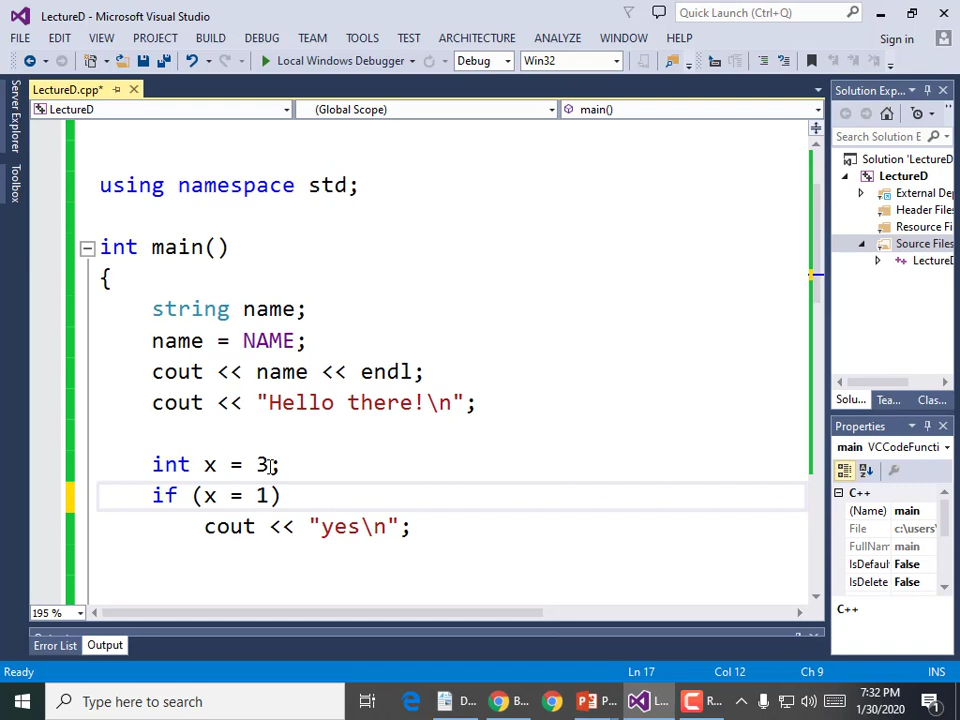 LectureD - Microsoft Visual Studio
Quick Launch (Ctrl+Q)
FILE EDIT VIEW PROJECT BUILD DEBUG TEAM TOOLS TEST ARCHITECTURE ANALYZE WINDOW HELP Sign in
Local Windows Debugger Debug Win32
Server Explorer
Toolbox
LectureD.cpp*
LectureD (Global Scope) main()
using namespace std;
int main()
{
string name;
name = NAME;
cout << name << endl;
cout << "Hello there!\n";
int x = 3;
if (x = 1)
cout << "yes\n";
195 %
Solution Exp...
Search Solution E
Solution 'LectureD
LectureD
External De
Header Files
Resource Fi
Source Files
LectureD
Solu... Tea... Clas...
Properties
main VCCodeFuncti
C++
(Name) main
File c:\users\
FullNam main
IsDefaul False
IsDelete False
C++
Error List Output
Ready Ln 17 Col 12 Ch 9 INS
Type here to search D... B... P... L... R... 7:32 PM
1/30/2020
1